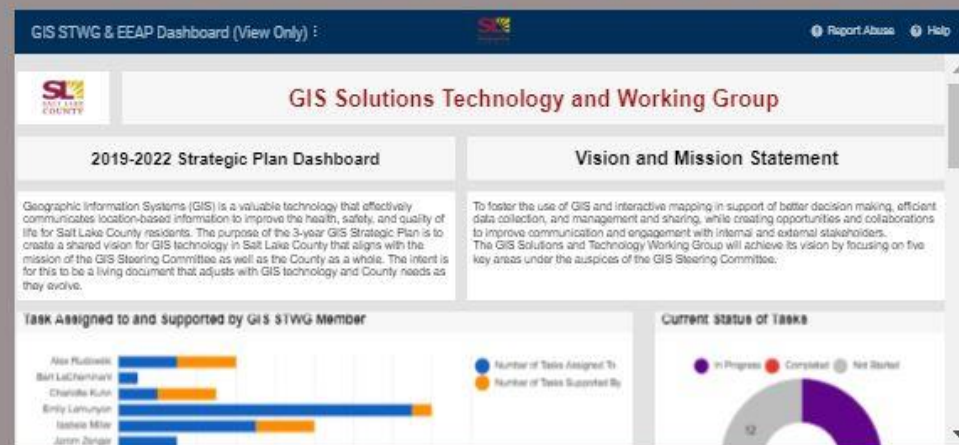 GIS STWG & EEAP Dashboard (View Only)
SL
Report Abuse
Help
SL
SALT LAKE
COUNTY
GIS Solutions Technology and Working Group
2019-2022 Strategic Plan Dashboard
Vision and Mission Statement
Geographic Information Systems (GIS) is a valuable technology that effectively
communicates location-based information to improve the health, safety, and quality of
life for Salt Lake County residents. The purpose of the 3-year GIS Strategic Plan is to
create a shared vision for GIS technology in Salt Lake County that aligns with the
mission of the GIS Steering Committee as well as the County as a whole. The intent is
for this to be a living document that adjusts with GIS technology and County needs as
they evolve.
To foster the use of GIS and interactive mapping in support of better decision making, efficient
data collection, and management and sharing, while creating opportunities and collaborations
to improve communication and engagement with internal and external stakeholders.
The GIS Solutions and Technology Working Group will achieve its vision by focusing on five
key areas under the auspices of the GIS Steering Committee.
Task Assigned to and Supported by GIS STWG Member
Current Status of Tasks
Alex
Bart LeCheminant
Charlotte Kuhn
Emily Lamunyon
Isabela Miller
Number of Tasks Assigned To
Number of Tasks Supported By
In Progress
Completed
Not Started
12